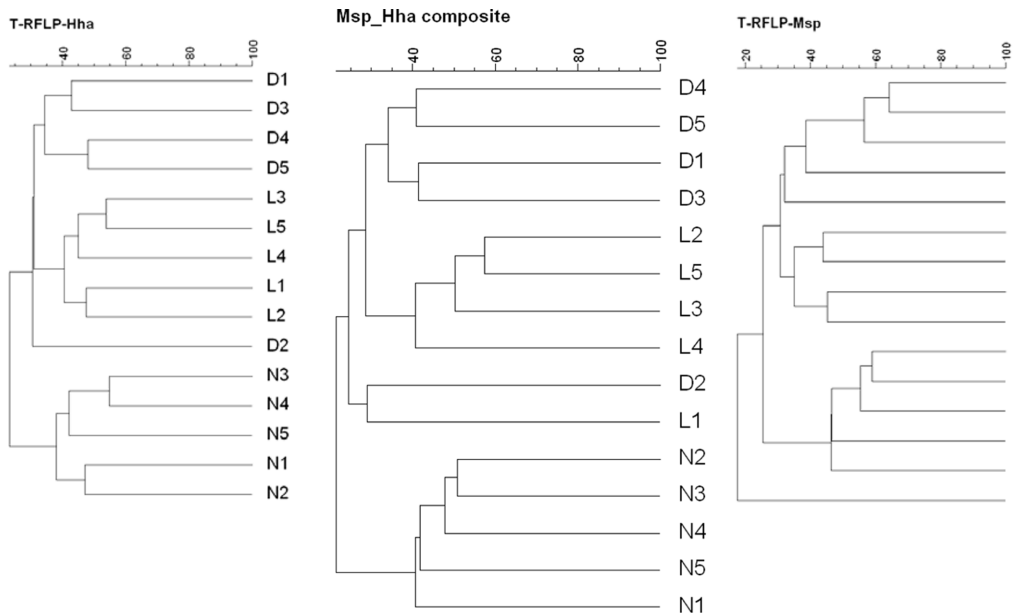 T-RFLP-Hha
40 60 80 100
D1
D3
D4
D5
L3
L5
L4
L1
L2
D2
N3
N4
N5
N1
N2
Msp_Hha composite
40 60 80 100
D4
D5
D1
D3
L2
L5
L3
L4
D2
L1
N2
N3
N4
N5
N1
T-RFLP-Msp
20 40 60 80 100